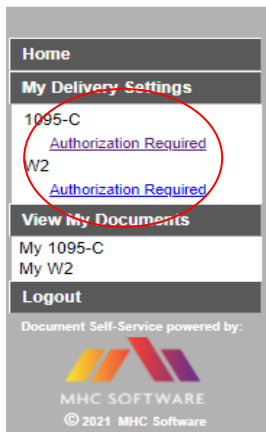 Home
My Delivery Settings
1095-C
Authorization Required
W2
Authorization Required
View My Documents
My 1095-C
My W2
Logout
Document Self-Service powered by:
MHC SOFTWARE
© 2021 MHC Software